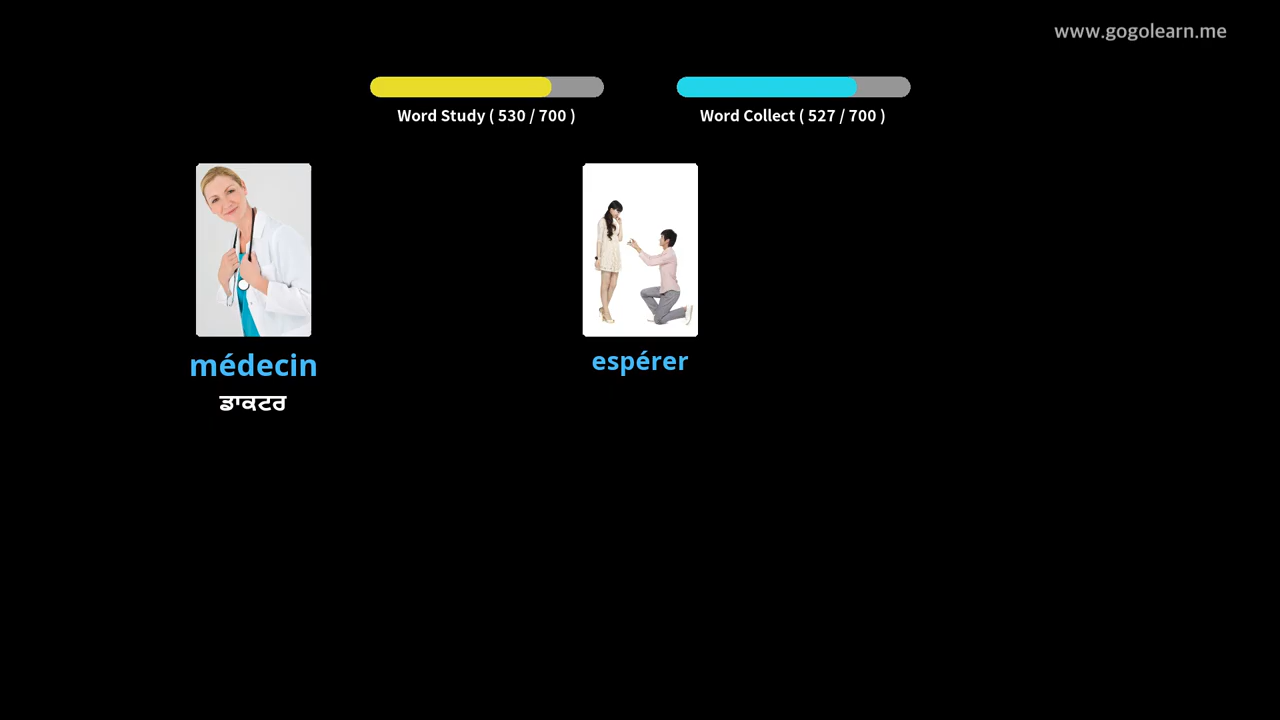 www.gogolearn.me
Word Study ( 530 / 700 )
Word Collect ( 527 / 700 )
médecin
ਡਾਕਟਰ
espérer